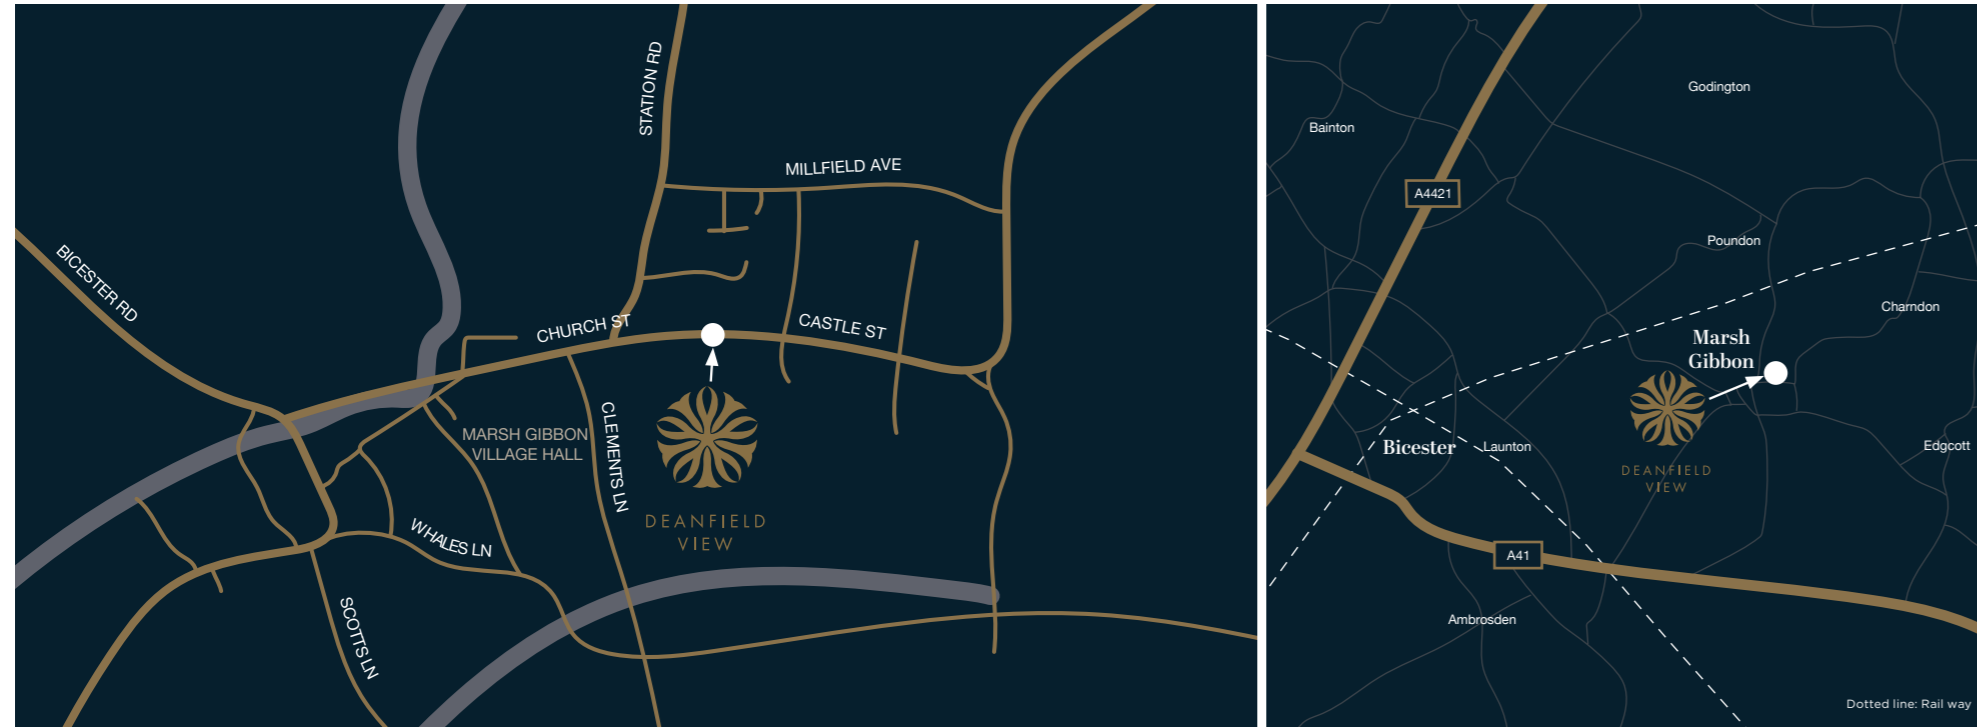 STATION RD
MILLFIELD AVE
BICESTER RD
CHURCH ST
CASTLE ST
CLEMENTS LN
MARSH GIBBON
VILLAGE HALL
DEANFIELD
VIEW
WHALES LN
SCOTTS LN
Godington
Bainton
A4421
Poundon
Charndon
Marsh
Gibbon
Bicester
Launton
Edgcott
DEANFIELD
VIEW
A41
Ambrosden
Dotted line: Rail way